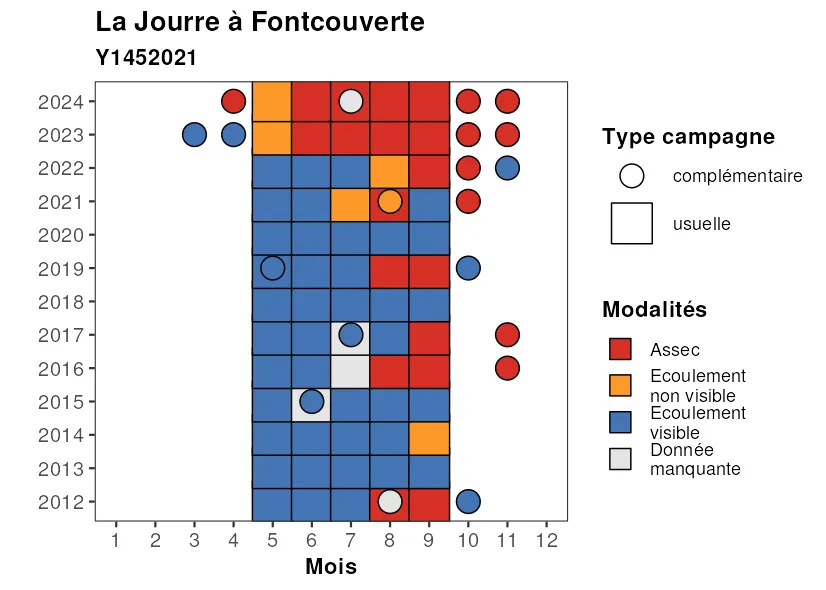 La Jourre à Fontcouverte
Y1452021
2024
2023
2022
2021
2020
2019
2018
2017
2016
2015
2014
2013
2012
1 2 3 4 5 6 7 8 9 10 11 12
Mois
Type campagne
complémentaire
usuelle
Modalités
Assec
Ecoulement
non visible
Ecoulement
visible
Donnée
manquante